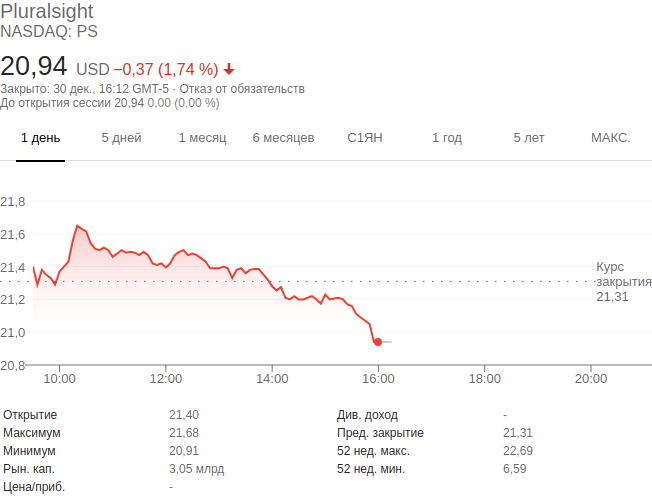 Pluralsight
NASDAQ: PS
20,94 USD −0,37 (1,74 %)
Закрыто: 30 дек., 16:12 GMT-5 · Отказ от обязательств
До открытия сессии 20,94 0,00 (0,00 %)
1 день 5 дней 1 месяц 6 месяцев С1ЯН 1 год 5 лет МАКС.
21,8
21,6
21,4
21,2
21,0
20,8
Курс
закрытия
21,31
10:00 12:00 14:00 16:00 18:00 20:00
Открытие 21,40 Див. доход -
Максимум 21,68 Пред. закрытие 21,31
Минимум 20,91 52 нед. макс. 22,69
Рын. кап. 3,05 млрд 52 нед. мин. 6,59
Цена/приб. -